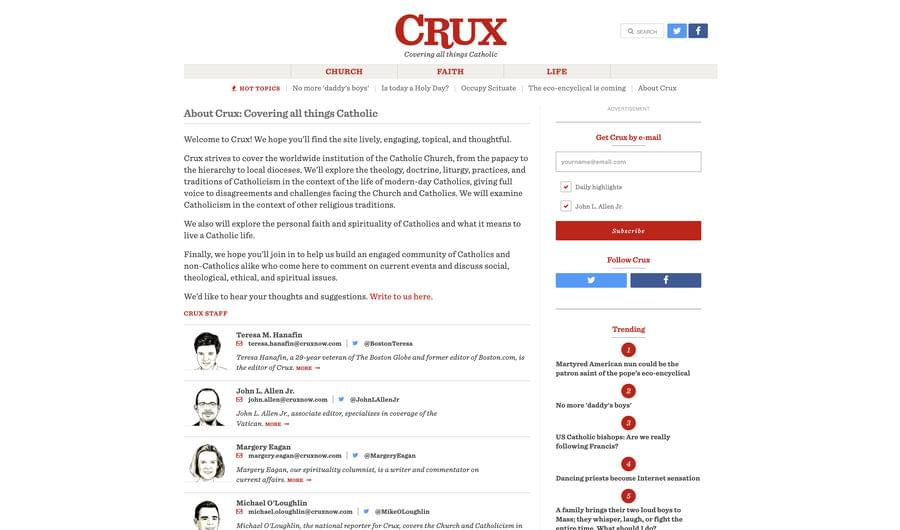 CRUX
Covering all things Catholic
SEARCH
CHURCH FAITH LIFE
HOT TOPICS No more 'daddy's boys' Is today a Holy Day? Occupy Scituate The eco-encyclical is coming About Crux
About Crux: Covering all things Catholic
Welcome to Crux! We hope you'll find the site lively, engaging, topical, and thoughtful.
Crux strives to cover the worldwide institution of the Catholic Church, from the papacy to
the hierarchy to local dioceses. We'll explore the theology, doctrine, liturgy, practices, and
traditions of Catholicism in the context of the life of modern-day Catholics, giving full
voice to disagreements and challenges facing the Church and Catholics. We will examine
Catholicism in the context of other religious traditions.
We also will explore the personal faith and spirituality of Catholics and what it means to
live a Catholic life.
Finally, we hope you'll join in to help us build an engaged community of Catholics and
non-Catholics alike who come here to comment on current events and discuss social,
theological, ethical, and spiritual issues.
We'd like to hear your thoughts and suggestions. Write to us here.
CRUX STAFF
Teresa M. Hanafin
teresa.hanafin@cruxnow.com @BostonTeresa
Teresa Hanafin, a 29-year veteran of The Boston Globe and former editor of Boston.com, is
the editor of Crux. MORE
John L. Allen Jr.
john.allen@cruxnow.com @JohnLAllenJr
John L. Allen Jr., associate editor, specializes in coverage of the
Vatican. MORE
Margery Eagan
margery.eagan@cruxnow.com @MargeryEagan
Margery Eagan, our spirituality columnist, is a writer and commentator on
current affairs. MORE
Michael O'Loughlin
michael.oloughlin@cruxnow.com @MikeOLoughlin
Michael O'Loughlin, the national reporter for Crux, covers the Church and Catholicism in
ADVERTISEMENT
Get Crux by e-mail
yourname@email.com
Daily highlights
John L. Allen Jr.
Subscribe
Follow Crux
Trending
1
Martyred American nun could be the
patron saint of the pope's eco-encyclical
2
No more 'daddy's boys'
3
US Catholic bishops: Are we really
following Francis?
4
Dancing priests become Internet sensation
5
A family brings their two loud boys to
Mass; they whisper, laugh, or fight the
entire time. What should I do?